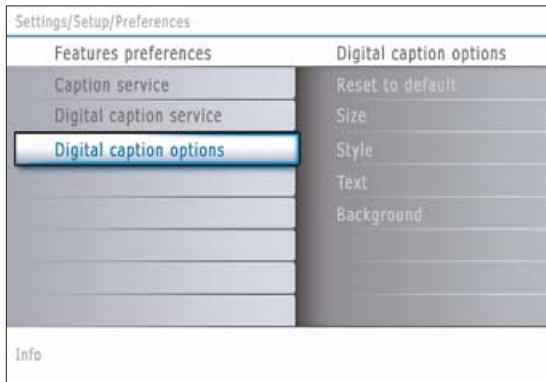 Settings/Setup/Preferences
Features preferences
Caption service
Digital caption service
Digital caption options
Digital caption options
Reset to default
Size
Style
Text
Background
Info